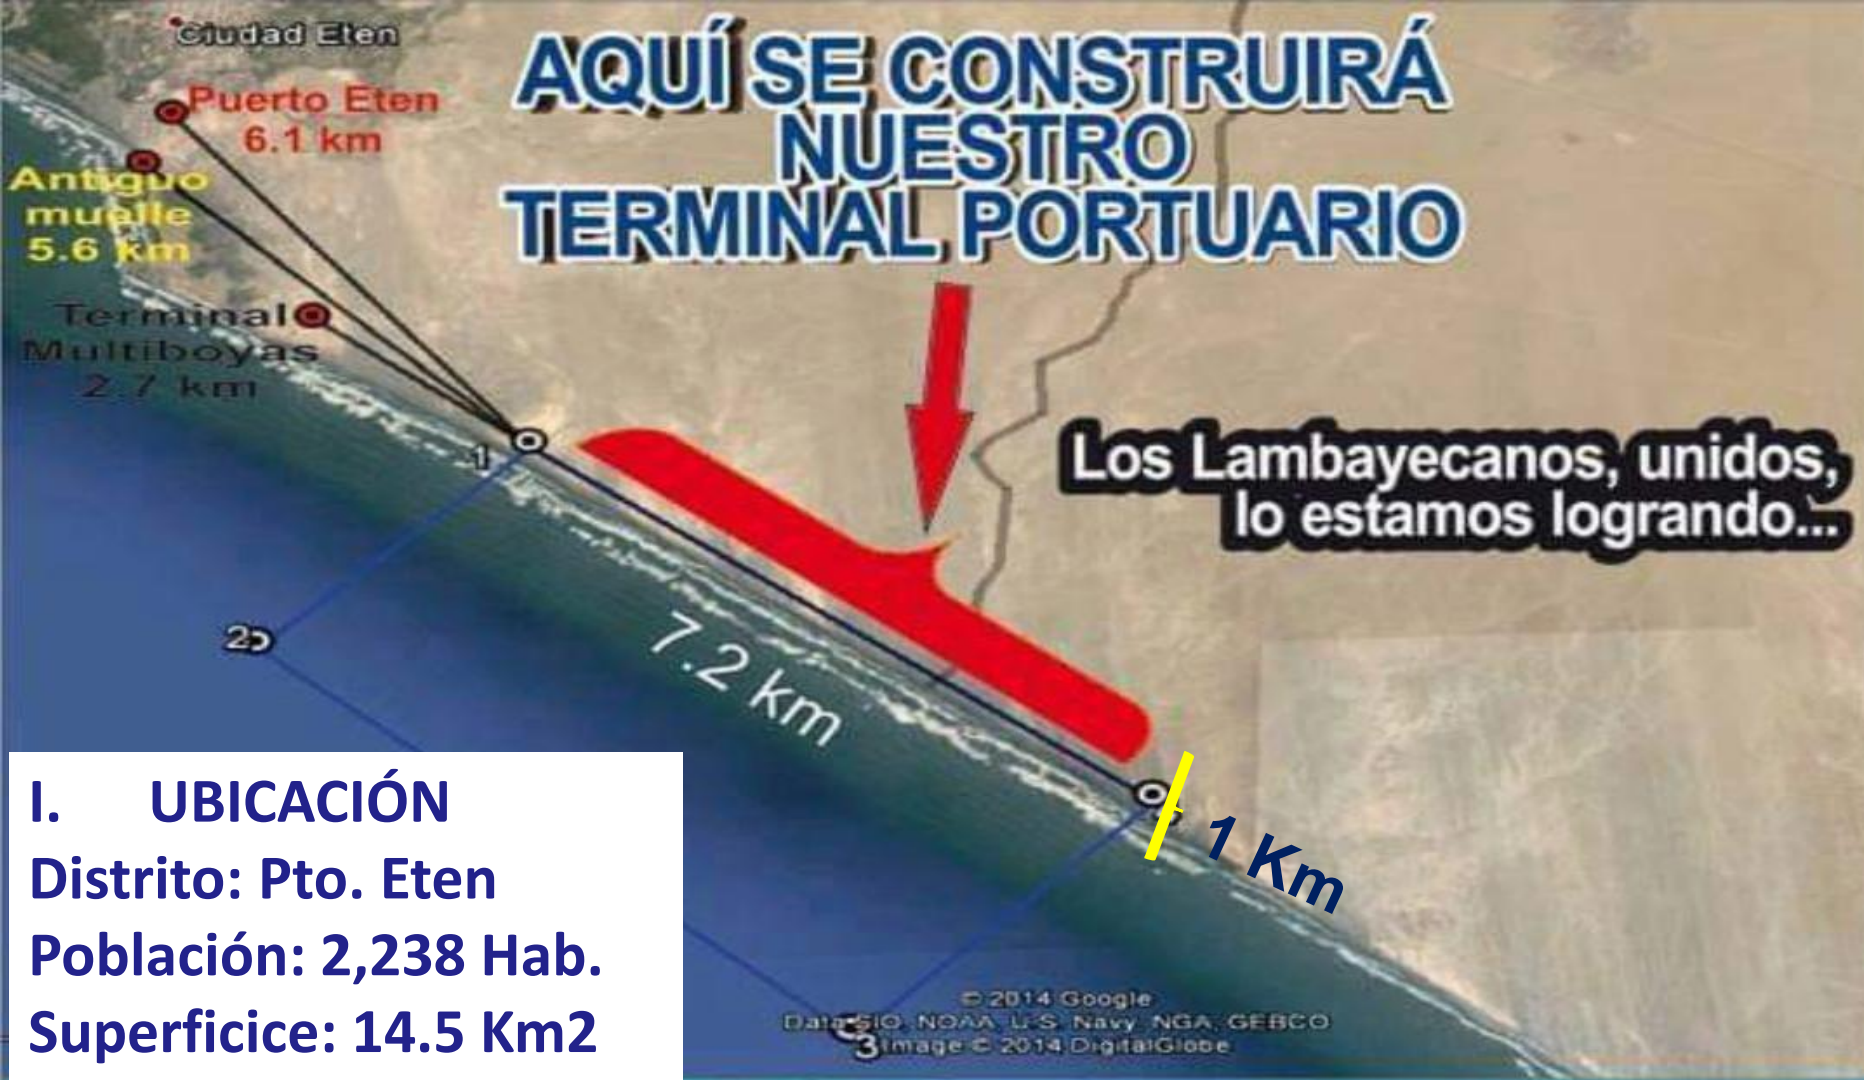 Ciudad Eten
Puerto Eten
6.1 km
Antiguo
muelle
5.6 km
Terminal
Multiboyas
2.7 km
AQUÍ SE CONSTRUIRÁ
NUESTRO
TERMINAL PORTUARIO
Los Lambayecanos, unidos,
lo estamos logrando...
1
2
7.2 km
1 Km
I. UBICACIÓN
Distrito: Pto. Eten
Población: 2,238 Hab.
Superficice: 14.5 Km2
© 2014 Google
Data SIO, NOAA, U.S. Navy, NGA, GEBCO
3
Image © 2014 DigitalGlobe